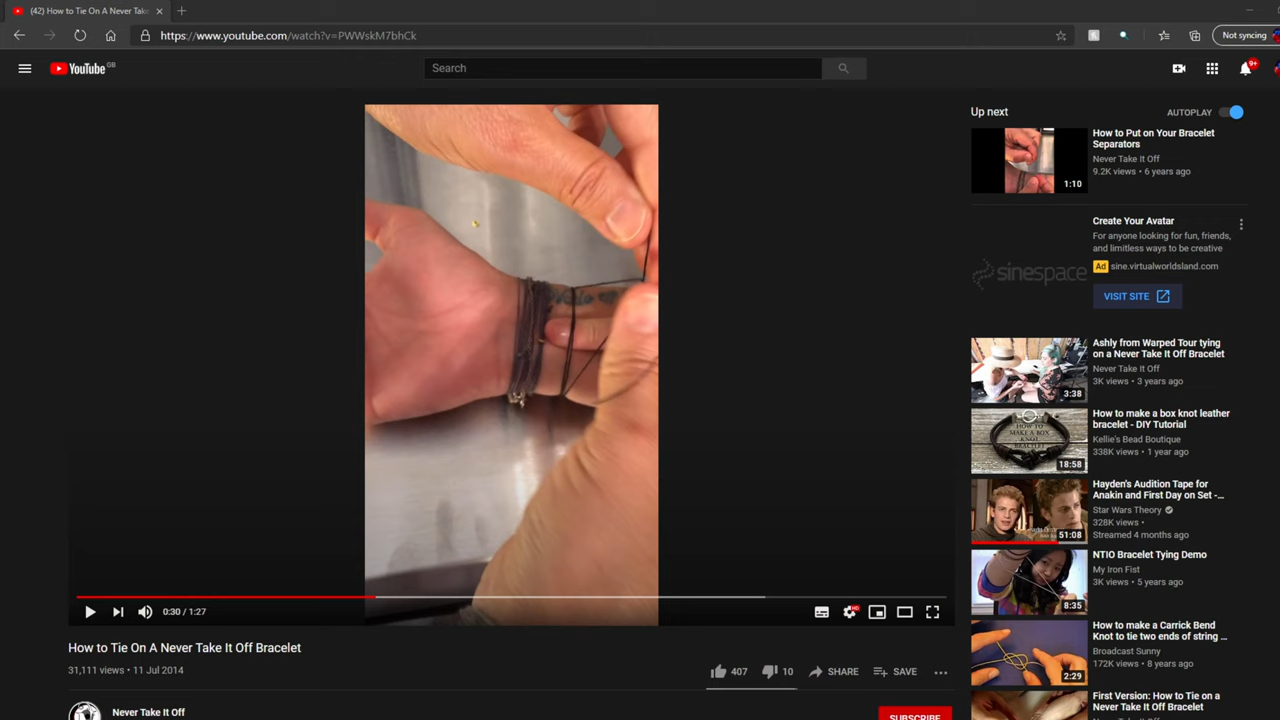 (42) How to Tie On A Never Take
https://www.youtube.com/watch?v=PWWskM7bhCk
Not syncing
YouTube GB
Search
9+
Up next
AUTOPLAY
How to Put on Your Bracelet
Separators
Never Take It Off
9.2K views • 6 years ago
1:10
Create Your Avatar
For anyone looking for fun, friends,
and limitless ways to be creative
Ad sine.virtualworldsland.com
sinespace
VISIT SITE
Ashly from Warped Tour tying
on a Never Take It Off Bracelet
Never Take It Off
3K views • 3 years ago
3:38
How to make a box knot leather
bracelet - DIY Tutorial
Kellie's Bead Boutique
338K views • 1 year ago
HOW TO
MAKE A BOX
KNOT
BRACELET
18:58
Hayden's Audition Tape for
Anakin and First Day on Set -...
Star Wars Theory
328K views •
Streamed 4 months ago
51:08
NTIO Bracelet Tying Demo
My Iron Fist
3K views • 5 years ago
8:35
How to make a Carrick Bend
Knot to tie two ends of string ...
Broadcast Sunny
172K views • 8 years ago
2:29
First Version: How to Tie on a
Never Take It Off Bracelet
0:30 / 1:27
HD
How to Tie On A Never Take It Off Bracelet
31,111 views • 11 Jul 2014
407
10
SHARE
SAVE
Never Take It Off
SUBSCRIBE